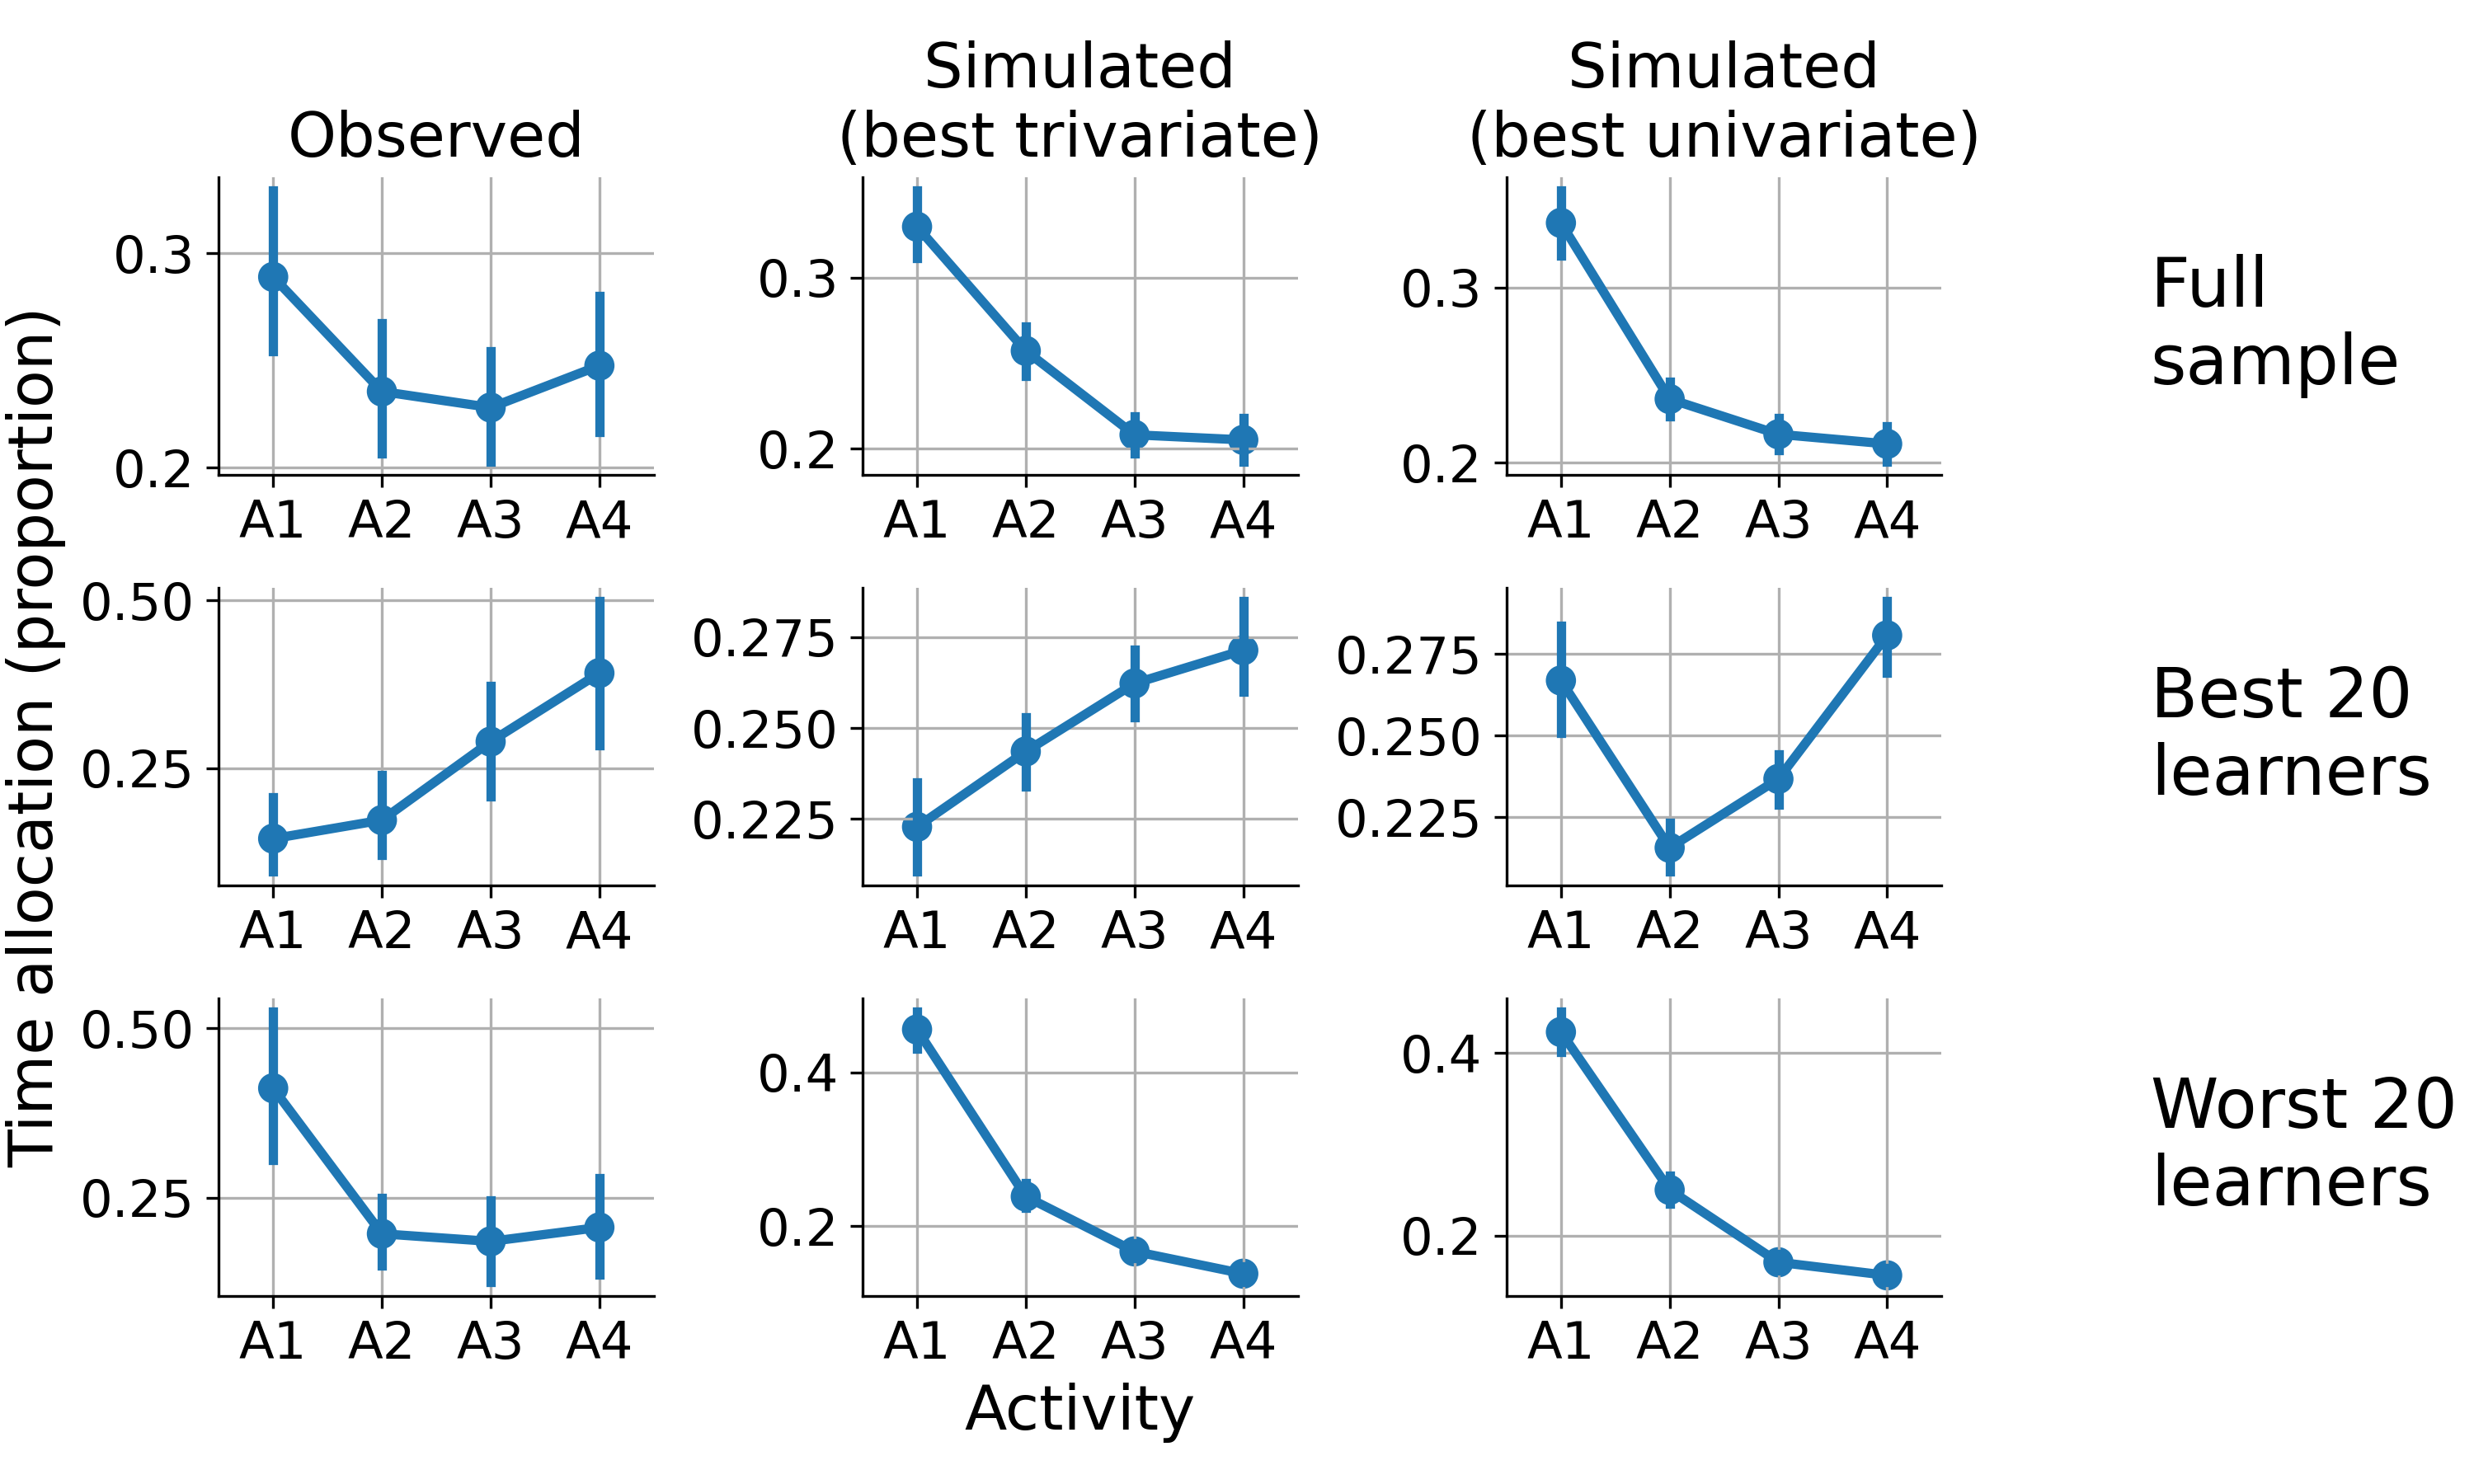 Simulated
Simulated
Observed
(best trivariate)
(best univariate)
Time allocation (proportion)
0.3
0.2
A1 A2 A3 A4
0.3
0.2
A1 A2 A3 A4
0.3
0.2
A1 A2 A3 A4
Full
sample
0.50
0.25
A1 A2 A3 A4
0.275
0.250
0.225
A1 A2 A3 A4
0.275
0.250
0.225
A1 A2 A3 A4
Best 20
learners
0.50
0.25
A1 A2 A3 A4
0.4
0.2
A1 A2 A3 A4
0.4
0.2
A1 A2 A3 A4
Worst 20
learners
Activity